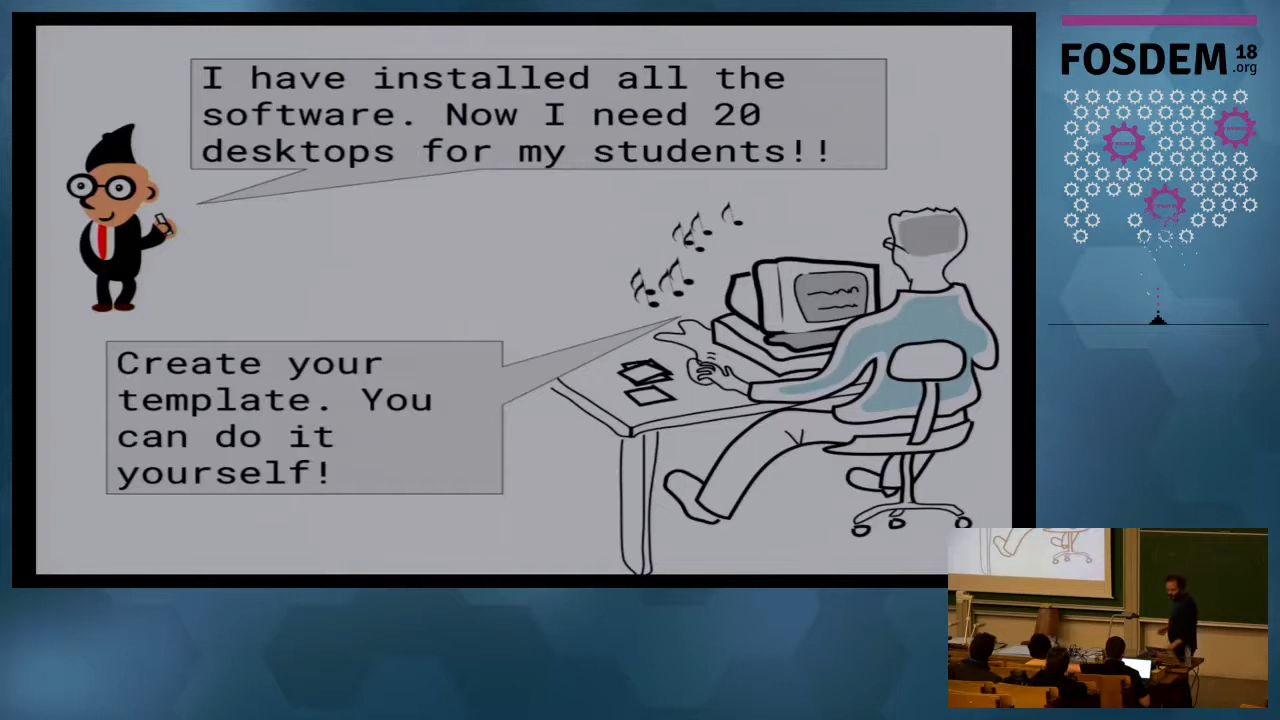 I have installed all the
software. Now I need 20
desktops for my students!!
Create your
template. You
can do it
yourself!
FOSDEM 18
.org